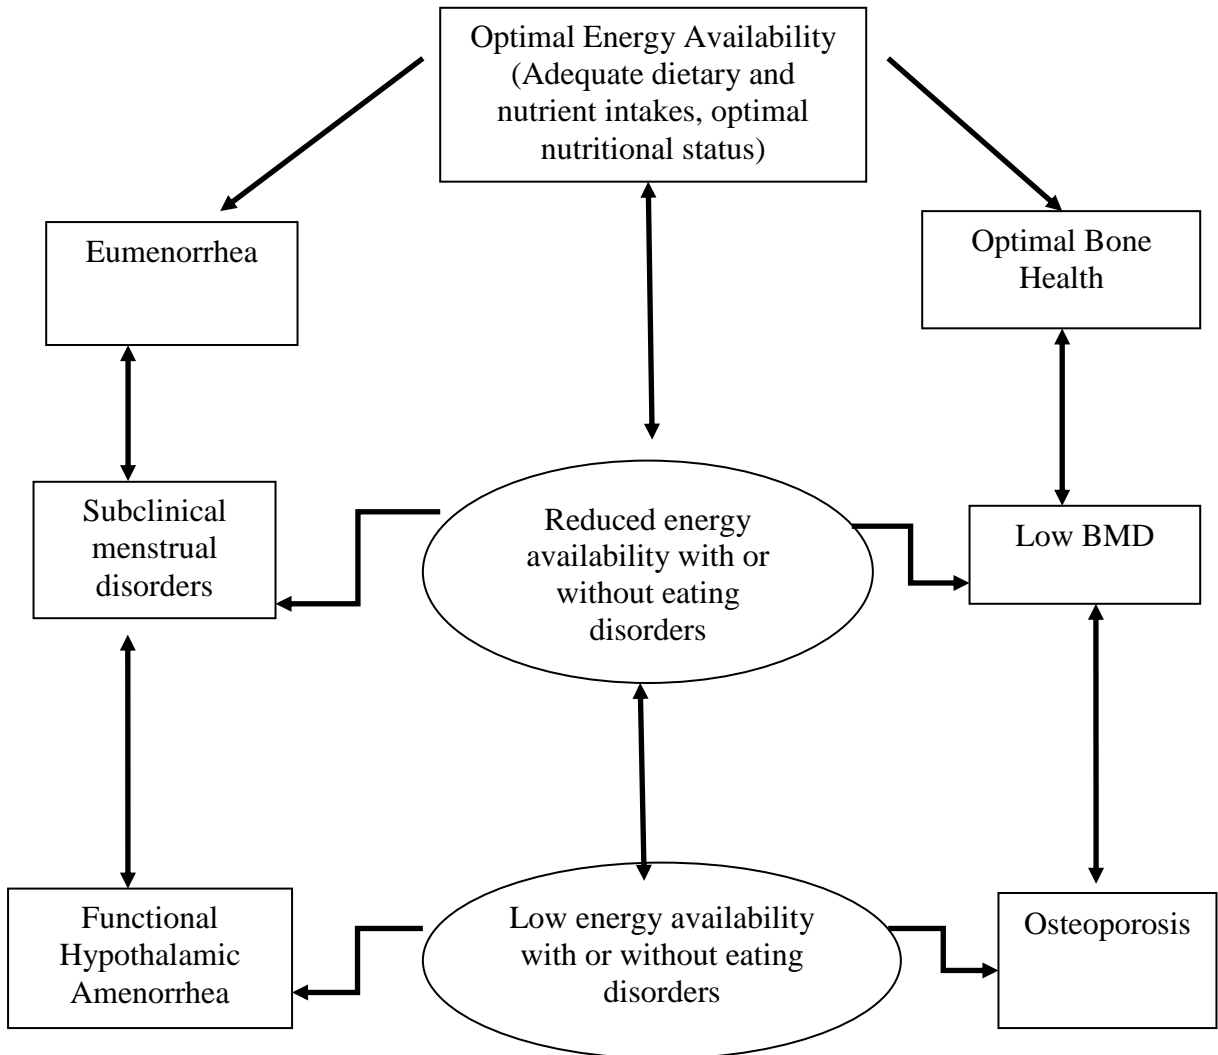 Optimal Energy Availability
(Adequate dietary and
nutrient intakes, optimal
nutritional status)
Eumenorrhea
Optimal Bone
Health
Subclinical
menstrual
disorders
Reduced energy
availability with or
without eating
disorders
Low BMD
Functional
Hypothalamic
Amenorrhea
Low energy availability
with or without eating
disorders
Osteoporosis